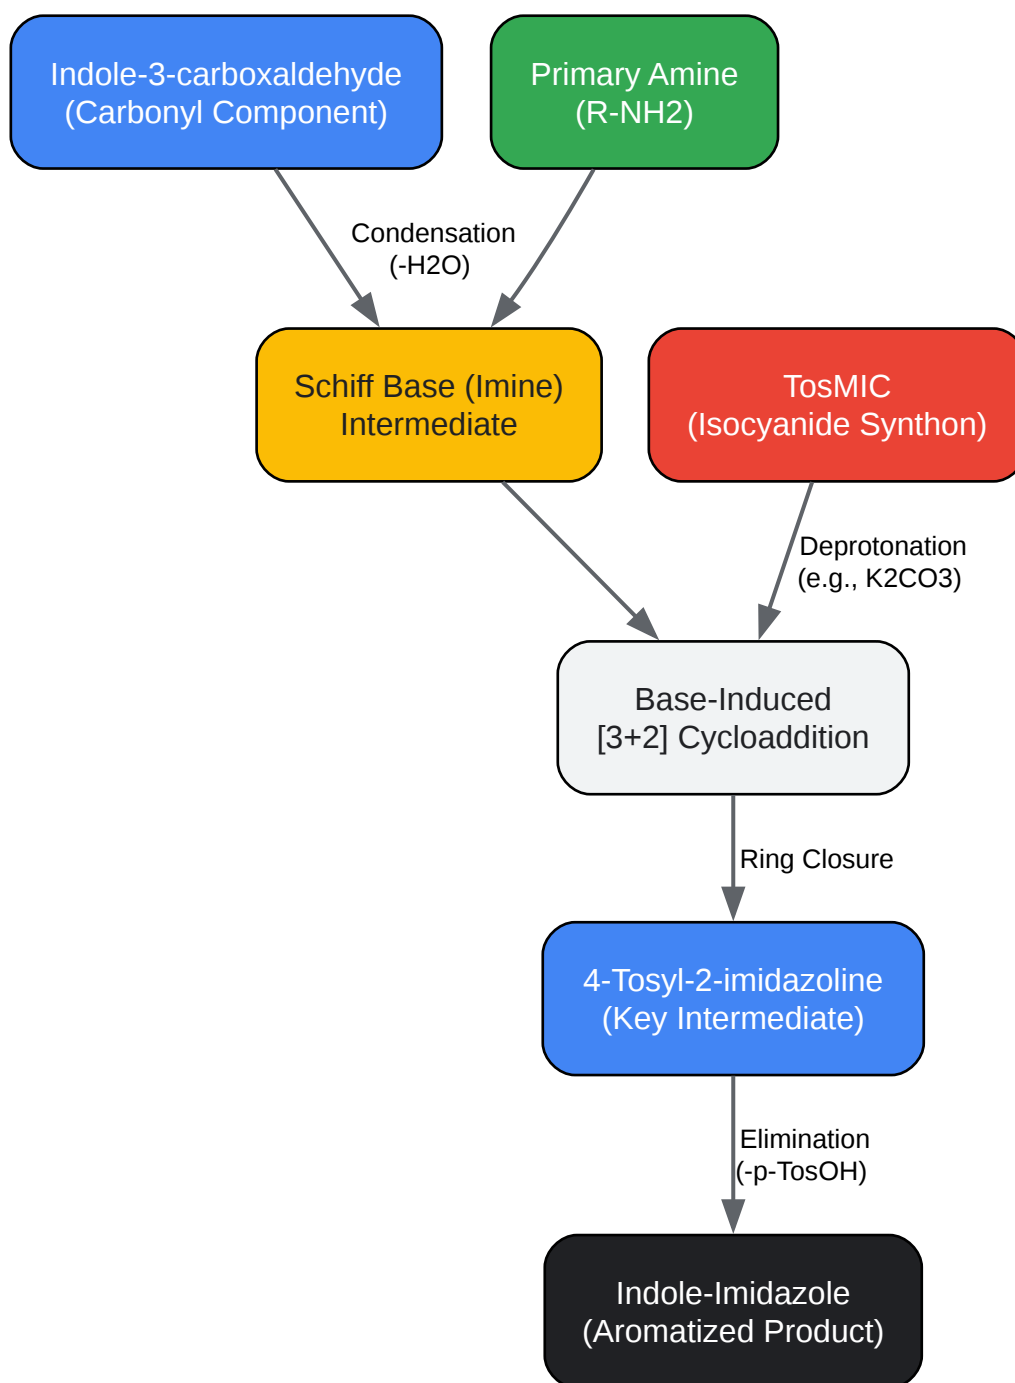 Indole-3-carboxaldehyde
(Carbonyl Component)
Primary Amine
(R-NH2)
Condensation
(-H2O)
Schiff Base (Imine)
Intermediate
TosMIC
(Isocyanide Synthon)
Deprotonation
(e.g., K2CO3)
Base-Induced
[3+2] Cycloaddition
Ring Closure
4-Tosyl-2-imidazoline
(Key Intermediate)
Elimination
(-p-TosOH)
Indole-Imidazole
(Aromatized Product)